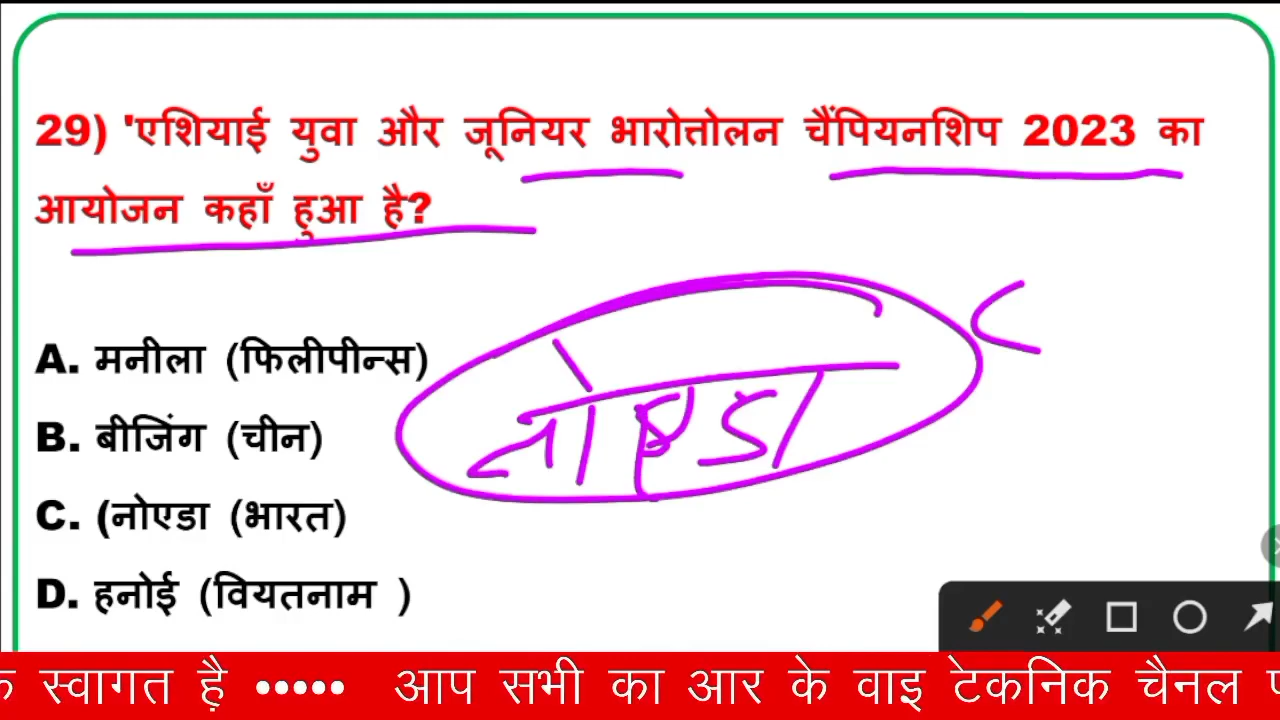 29) 'एशियाई युवा और जूनियर भारोत्तोलन चैंपियनशिप 2023 का
आयोजन कहाँ हुआ है?
A. मनीला (फिलीपीन्स)
B. बीजिंग (चीन)
नोएडा
C. (नोएडा (भारत)
D. हनोई (वियतनाम )
स्वागत है ••••• आप सभी का आर के वाइ टेकनिक चैनल